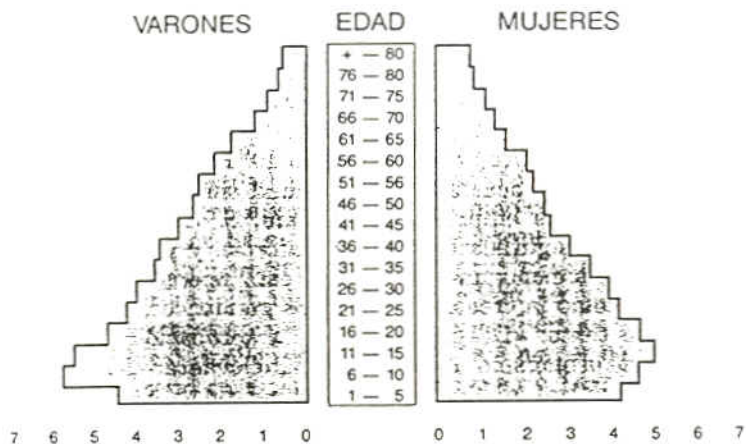 VARONES EDAD MUJERES
+ — 80
76 — 80
71 — 75
66 — 70
61 — 65
56 — 60
51 — 56
46 — 50
41 — 45
36 — 40
31 — 35
26 — 30
21 — 25
16 — 20
11 — 15
6 — 10
1 — 5
7 6 5 4 3 2 1 0 0 1 2 3 4 5 6 7